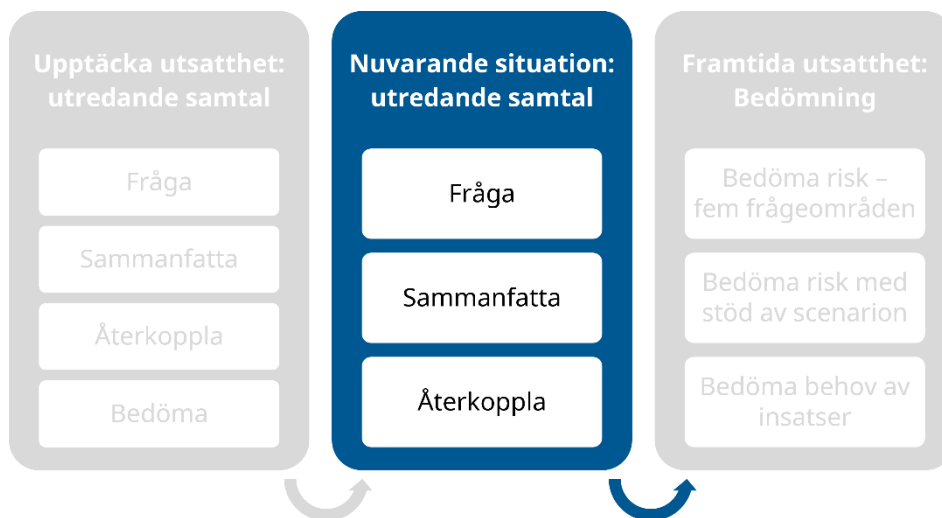 Upptäcka utsatthet:
utredande samtal
Fråga
Sammanfatta
Återkoppla
Bedöma
Nuvarande situation:
utredande samtal
Fråga
Sammanfatta
Återkoppla
Framtida utsatthet:
Bedömning
Bedöma risk –
fem frågeområden
Bedöma risk med
stöd av scenarion
Bedöma behov av
insatser